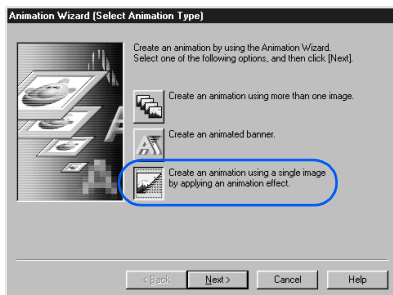 Animation Wizard (Select Animation Type)
Create an animation by using the Animation Wizard.
Select one of the following options, and then click [Next].
Create an animation using more than one image.
Create an animated banner.
Create an animation using a single image
by applying an animation effect.
< Back Next > Cancel Help